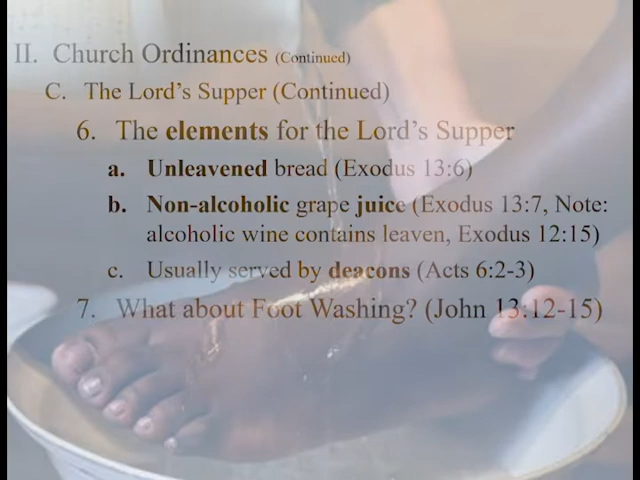 II. Church Ordinances (Continued)
C. The Lord's Supper (Continued)
6. The elements for the Lord's Supper
a. Unleavened bread (Exodus 13:6)
b. Non-alcoholic grape juice (Exodus 13:7, Note:
alcoholic wine contains leaven, Exodus 12:15)
c. Usually served by deacons (Acts 6:2-3)
7. What about Foot Washing? (John 13:12-15)